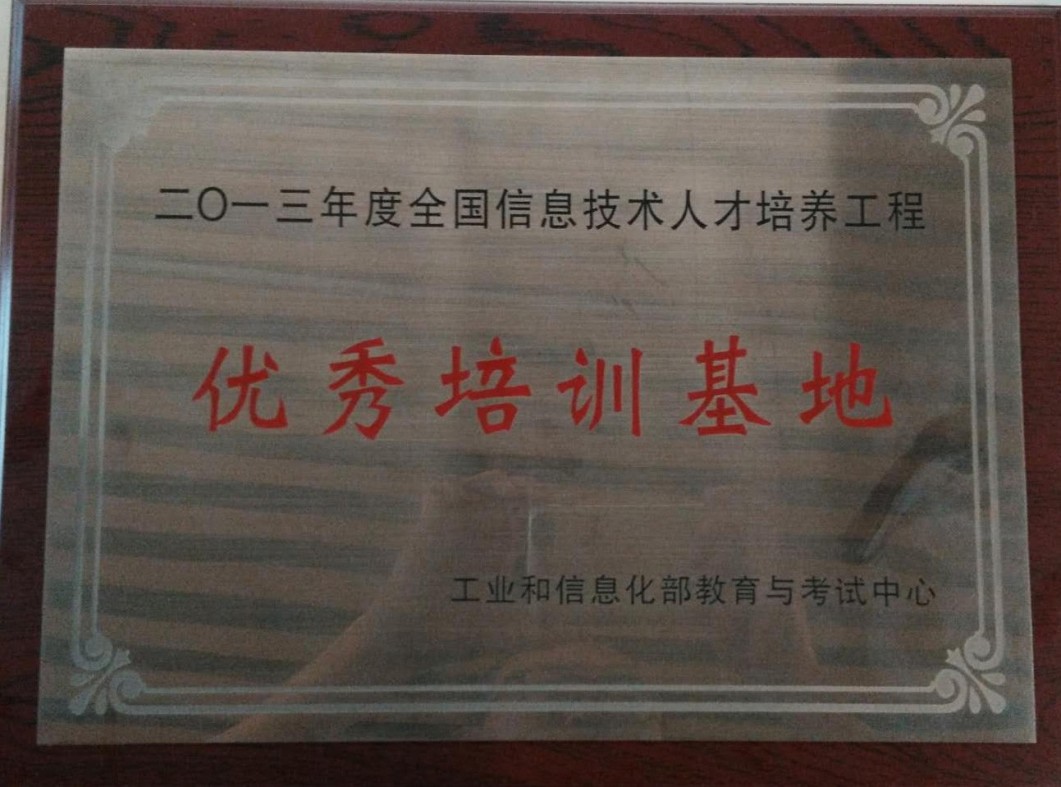 二〇一三年度全国信息技术人才培养工程
优秀培训基地
工业和信息化部教育与考试中心